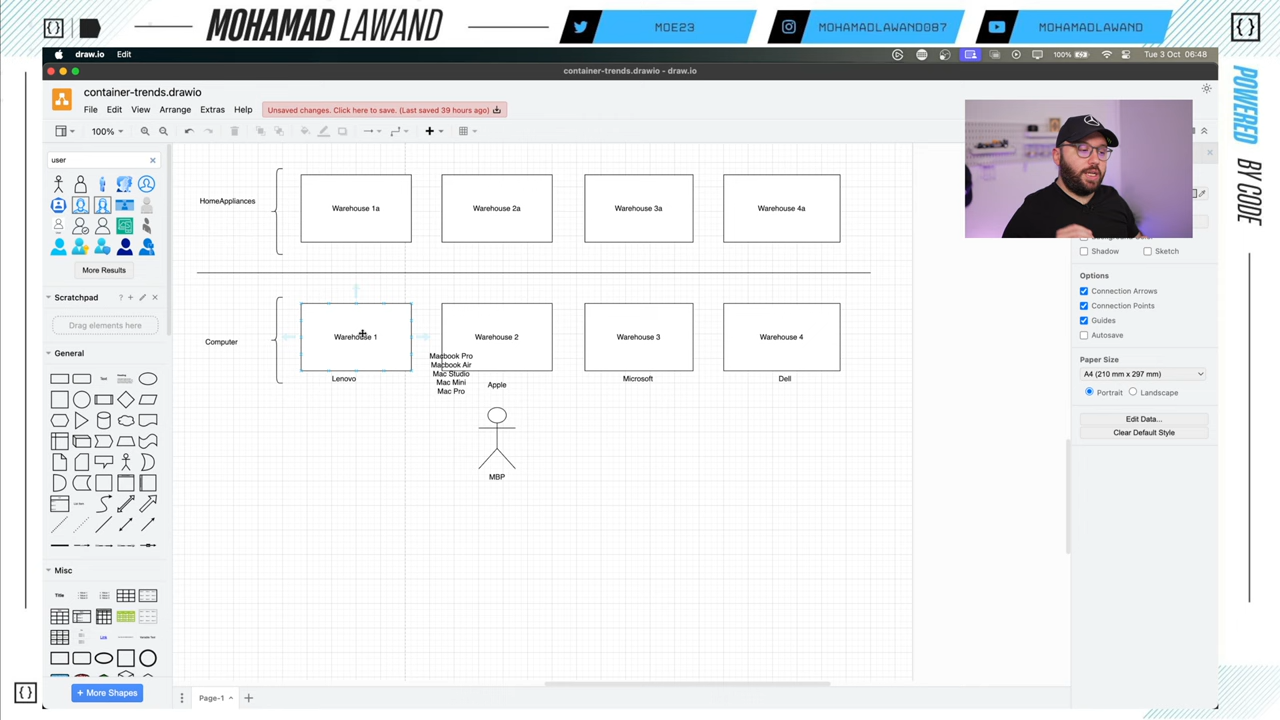 MOHAMAD LAWAND
MOE23
MOHAMADLAWAND087
MOHAMADLAWAND
POWERED BY CODE
draw.io Edit
100%
Tue 3 Oct 06:48
container-trends.drawio - draw.io
container-trends.drawio
File Edit View Arrange Extras Help
Unsaved changes. Click here to save. (Last saved 39 hours ago)
100%
user
More Results
Scratchpad
Drag elements here
General
Text
Misc
Title
Link
+ More Shapes
HomeAppliances
Warehouse 1a
Warehouse 2a
Warehouse 3a
Warehouse 4a
Computer
Warehouse 1
Warehouse 2
Warehouse 3
Warehouse 4
Macbook Pro
Macbook Air
Mac Studio
Mac Mini
Mac Pro
Lenovo
Apple
Microsoft
Dell
MBP
Shadow
Sketch
Options
Connection Arrows
Connection Points
Guides
Autosave
Paper Size
A4 (210 mm x 297 mm)
Portrait
Landscape
Edit Data...
Clear Default Style
Page-1